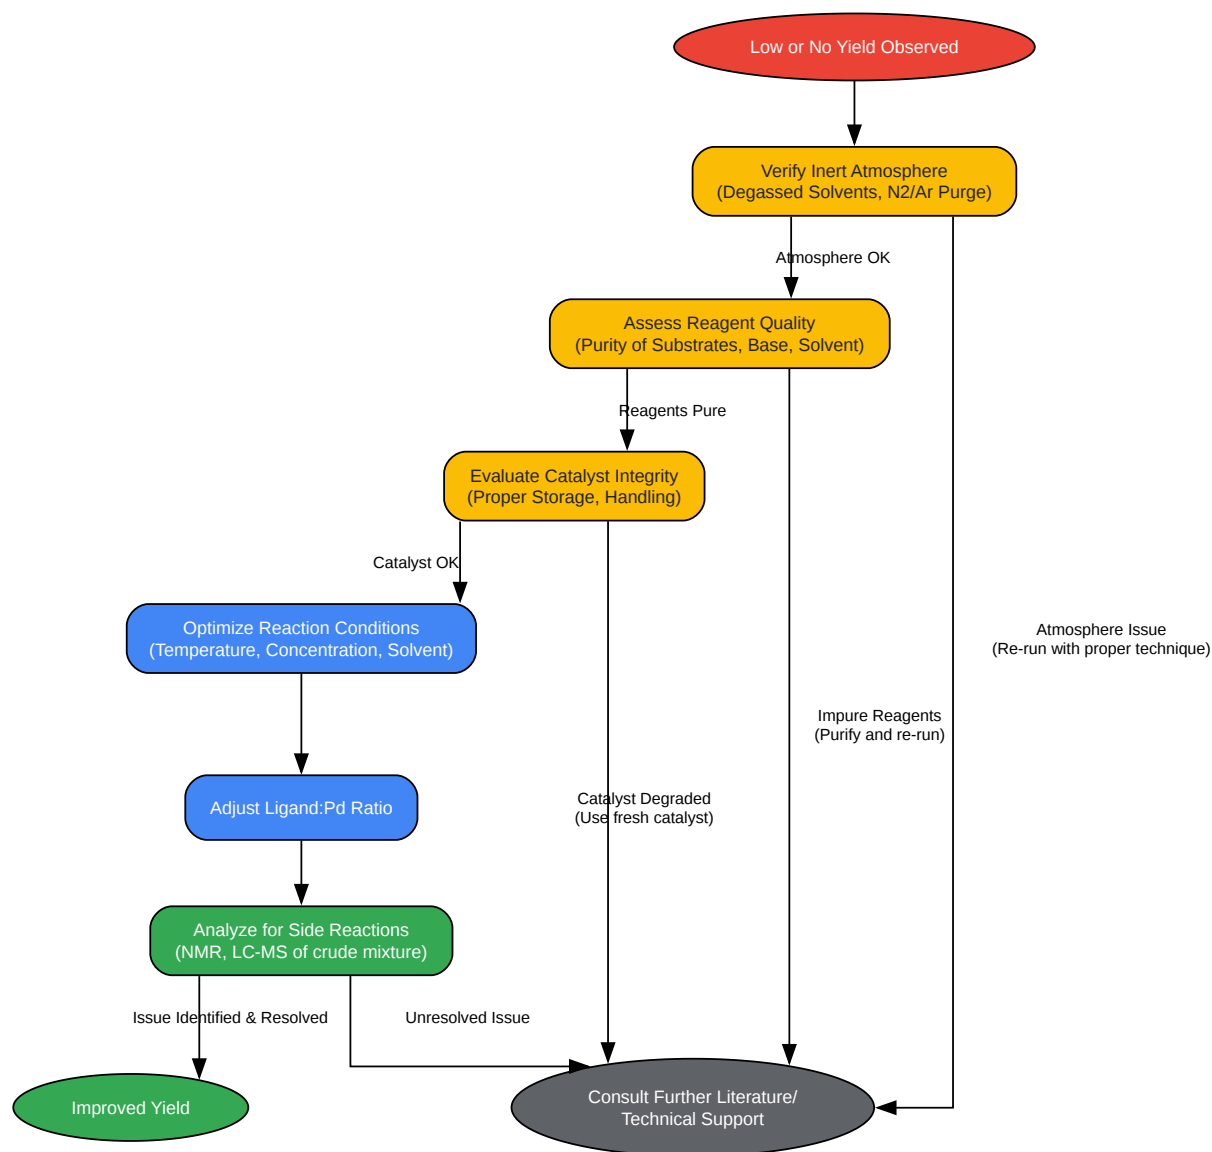 Low or No Yield Observed
Verify Inert Atmosphere
(Degassed Solvents, N2/Ar Purge)
Atmosphere OK
Assess Reagent Quality
(Purity of Substrates, Base, Solvent)
Reagents Pure
Evaluate Catalyst Integrity
(Proper Storage, Handling)
Catalyst OK
Optimize Reaction Conditions
(Temperature, Concentration, Solvent)
Atmosphere Issue
(Re-run with proper technique)
Impure Reagents
(Purify and re-run)
Adjust Ligand:Pd Ratio
Catalyst Degraded
(Use fresh catalyst)
Analyze for Side Reactions
(NMR, LC-MS of crude mixture)
Issue Identified & Resolved
Unresolved Issue
Improved Yield
Consult Further Literature/
Technical Support